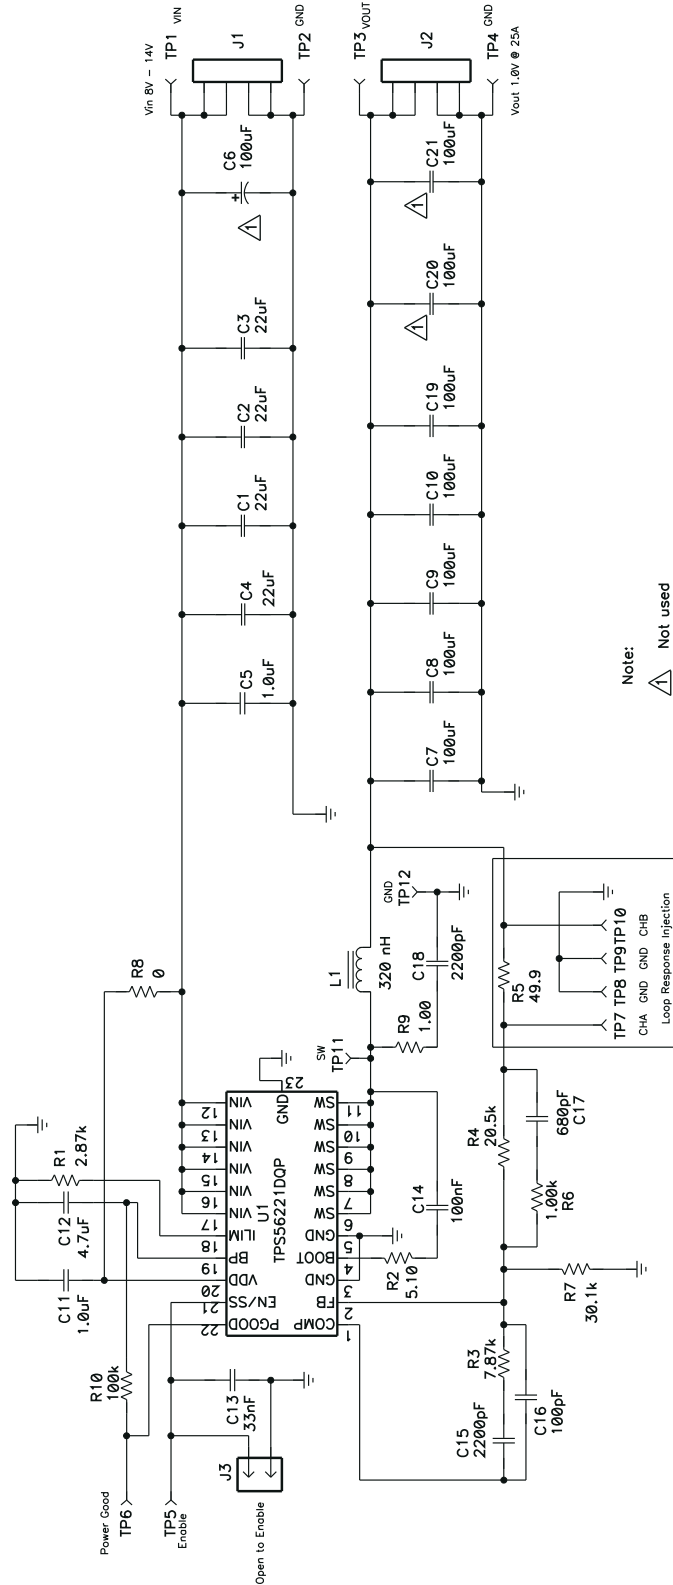 Vin 8V - 14V
TP1
VIN
J1
TP2
GND
TP3
VOUT
J2
TP4
GND
Vout 1.0V @ 25A
C6
100uF
+
1
C3
22uF
C2
22uF
C1
22uF
C4
22uF
C5
1.0uF
C21
100uF
1
C20
100uF
1
C19
100uF
C10
100uF
C9
100uF
C8
100uF
C7
100uF
Note:
1
Not used
R8
0
L1
320 nH
GND
TP12
C18
2200pF
R9
1.00
SW
TP11
R5
49.9
TP7
TP8
TP9
TP10
CHA
GND
GND
CHB
Loop Response Injection
R1
2.87k
C12
4.7uF
C11
1.0uF
R10
100k
Power Good
TP6
TP5
Enable
J3
Open to Enable
C13
33nF
U1
TPS56221DQP
GND
23
VIN
12
VIN
13
VIN
14
VIN
15
VIN
16
ILIM
17
BP
18
VDD
19
EN/SS
20
21
PGOOD
22
SW
11
SW
10
SW
9
SW
8
SW
7
GND
6
BOOT
5
GND
4
FB
3
2
COMP
1
C14
100nF
R2
5.10
R4
20.5k
680pF
C17
1.00k
R6
R7
30.1k
R3
7.87k
C15
2200pF
C16
100pF